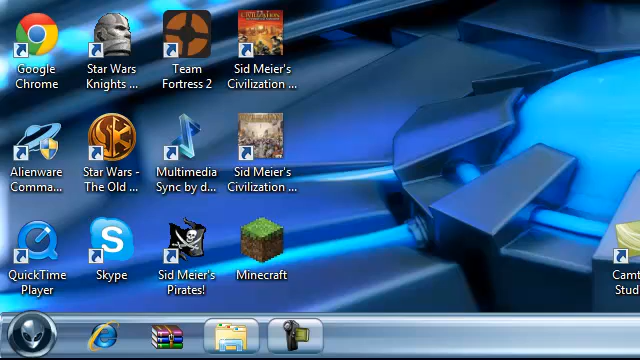 Google
Chrome
Star Wars
Knights ...
Team
Fortress 2
Sid Meier's
Civilization ...
Alienware
Comma...
Star Wars -
The Old ...
Multimedia
Sync by d...
Sid Meier's
Civilization ...
QuickTime
Player
Skype
Sid Meier's
Pirates!
Minecraft
Camt
Stud